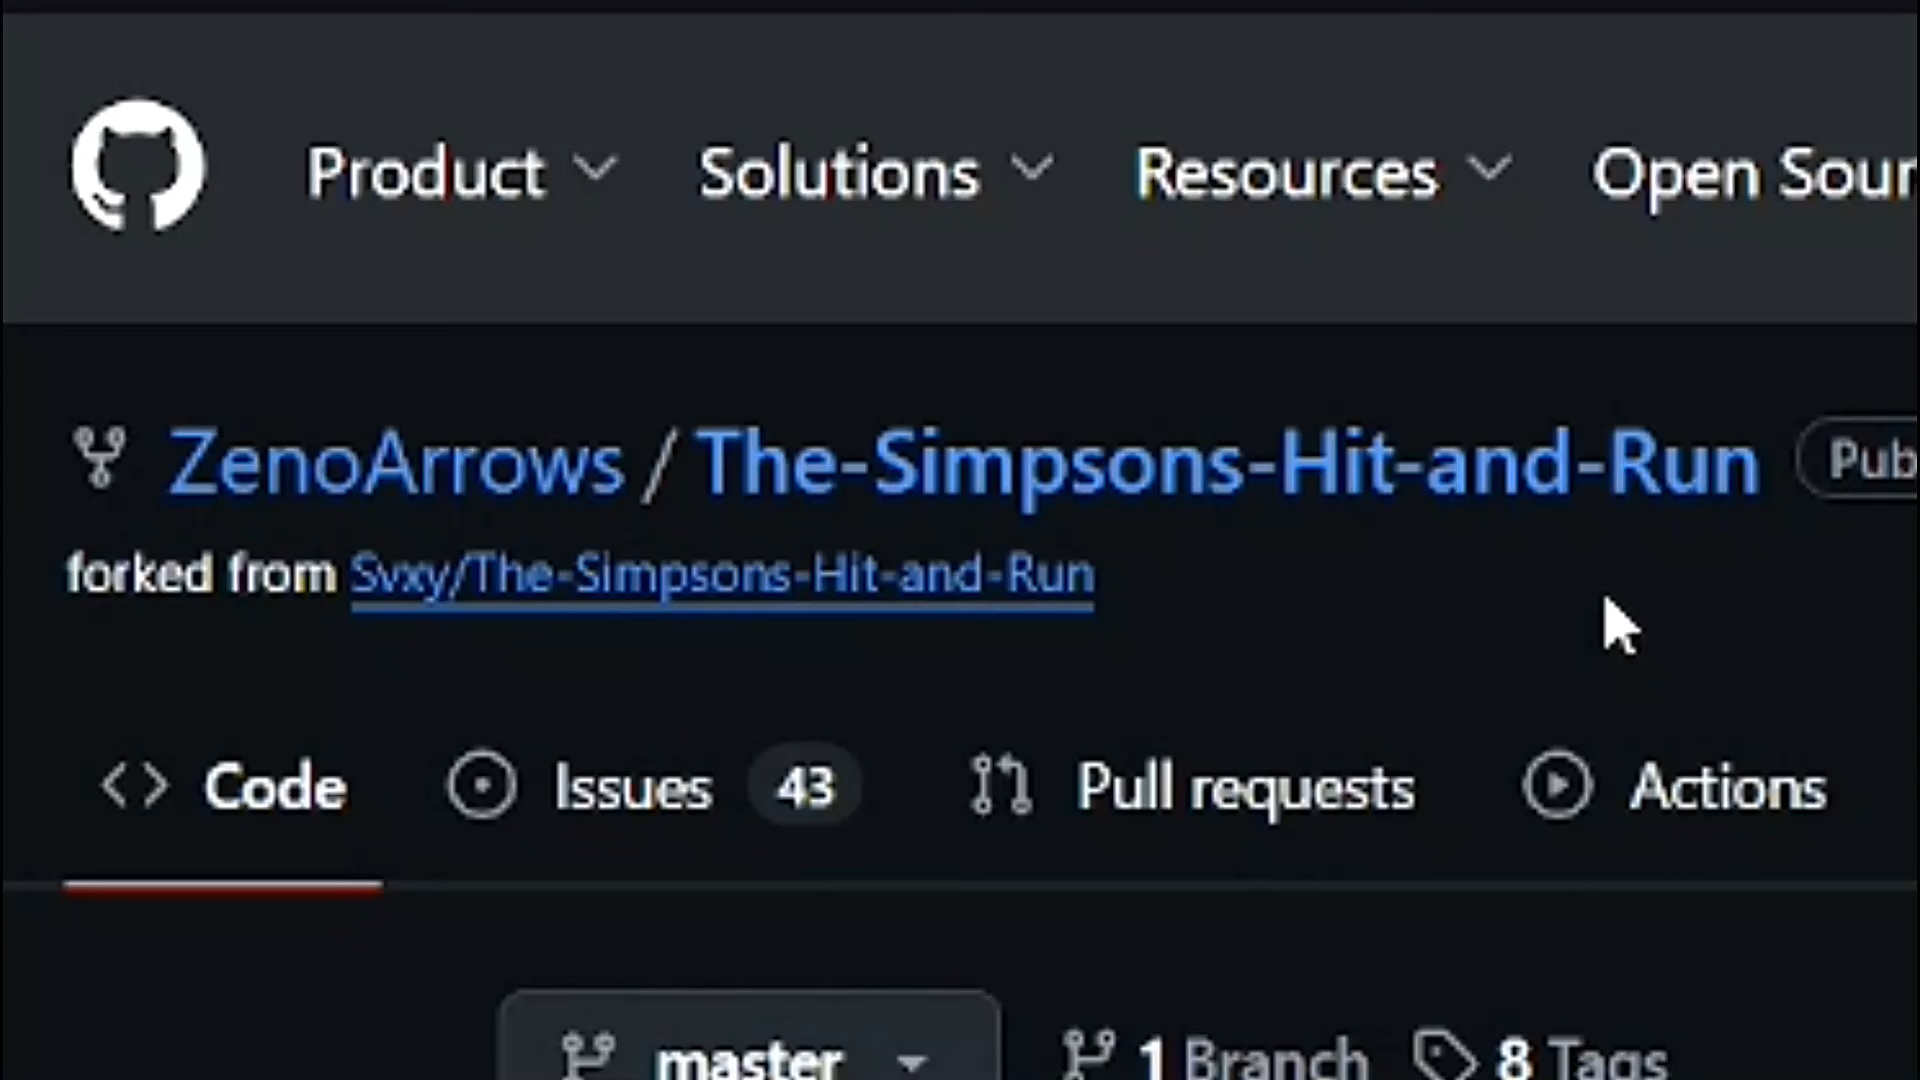 Product Solutions Resources Open Sour
ZenoArrows / The-Simpsons-Hit-and-Run Pub
forked from Svxy/The-Simpsons-Hit-and-Run
Code Issues 43 Pull requests Actions
master 1 Branch 8 Tags